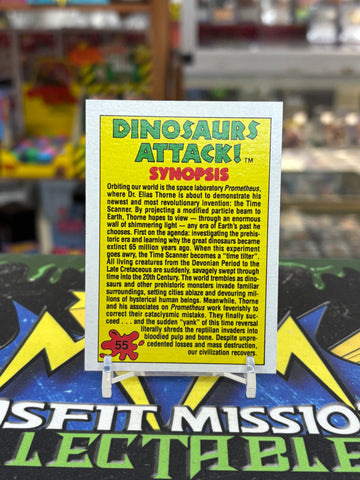 DINOSAURS
ATTACK!™
SYNOPSIS
Orbiting our world is the space laboratory Prometheus,
where Dr. Elias Thorne is about to demonstrate his
newest and most revolutionary invention: the Time
Scanner. By projecting a modified particle beam to
Earth, Thorne hopes to view — through an enormous
wall of shimmering light — any era of Earth's past he
chooses. First on the agenda: investigating the prehis-
toric era and learning why the great dinosaurs became
extinct 65 million years ago. When this experiment
goes awry, the Time Scanner becomes a "time tilter".
All living creatures from the Devonian Period to the
Late Cretaceous are suddenly, savagely swept through
time into the 20th Century. The world trembles as dino-
saurs and other prehistoric monsters invade familiar
surroundings, setting cities ablaze and devouring mil-
lions of hysterical human beings. Meanwhile, Thorne
and his associates on Prometheus work feverishly to
correct their cataclysmic mistake. They finally suc-
ceed . . . and the sudden "yank" of this time reversal
literally shreds the reptilian invaders into
bloodied pulp and bone. Despite unpre-
cedented losses and mass destruction,
our civilization recovers.
55
MISFIT MISSION
LLECTABLE